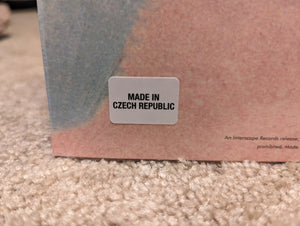 MADE IN
CZECH REPUBLIC
An Interscope Records release.
prohibited. Made